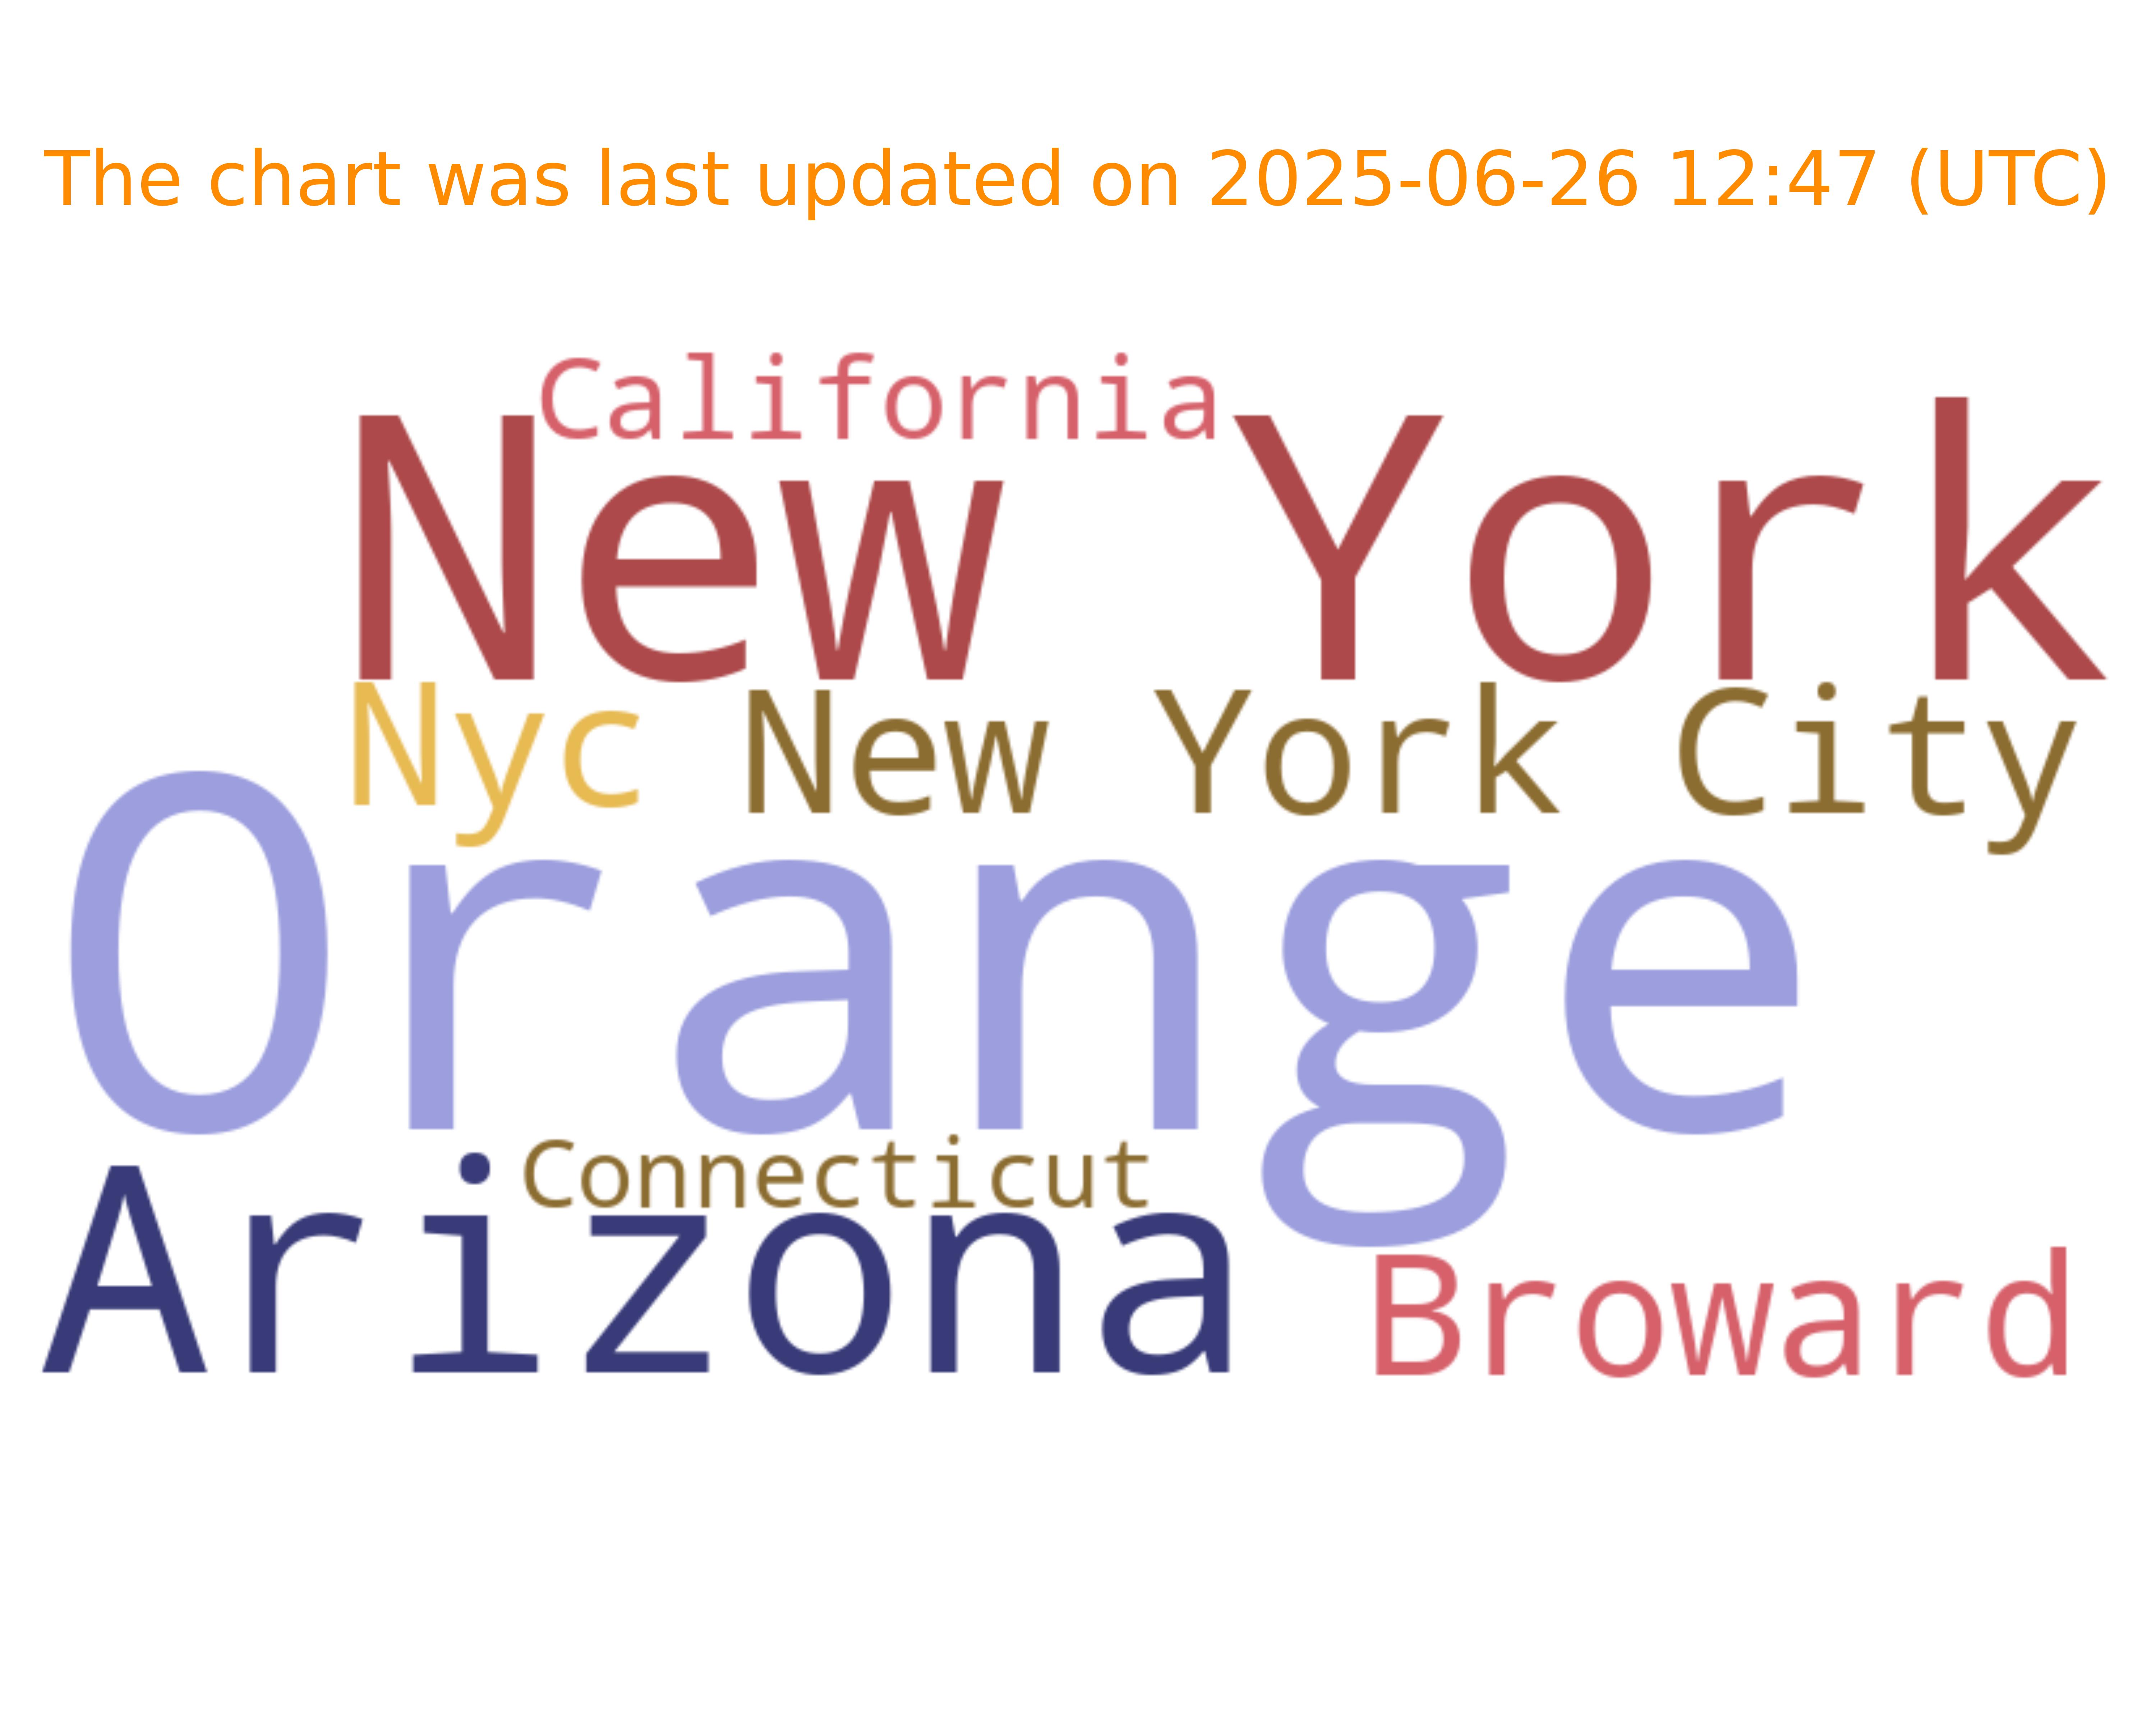 The chart was last updated on 2025-06-26 12:47 (UTC)
California
New York
Nyc New York City
Orange
Connecticut
Arizona
Broward